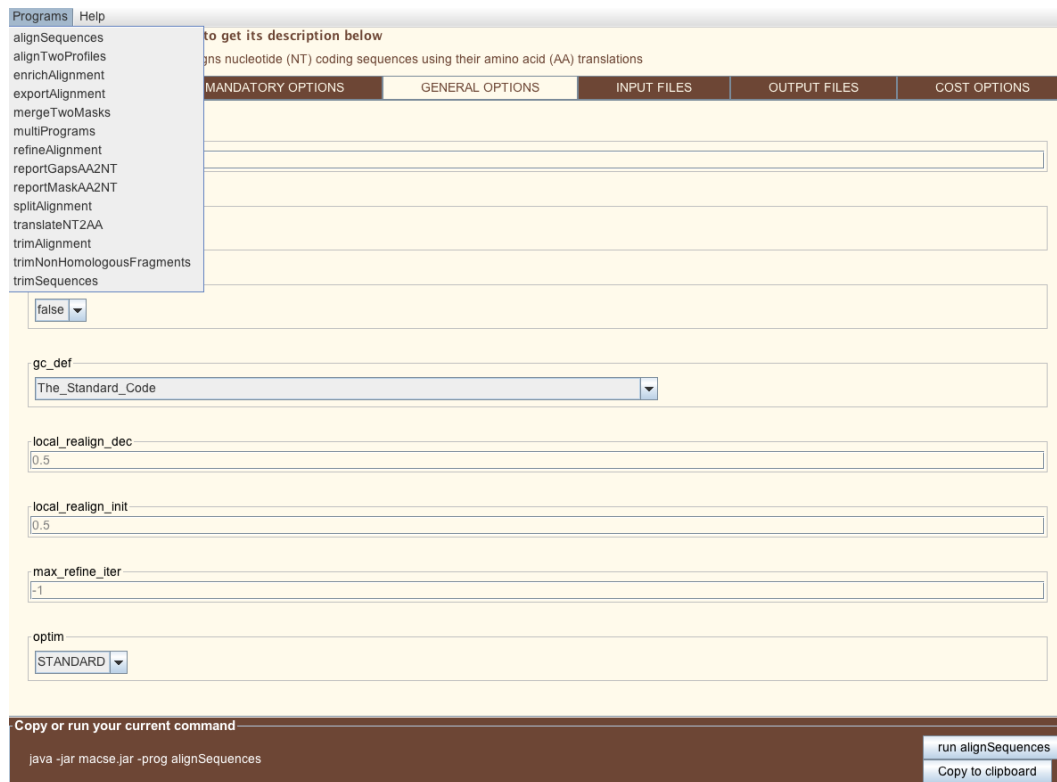 Programs Help
alignSequences
alignTwoProfiles
enrichAlignment
exportAlignment
mergeTwoMasks
multiPrograms
refineAlignment
reportGapsAA2NT
reportMaskAA2NT
splitAlignment
translateNT2AA
trimAlignment
trimNonHomologousFragments
trimSequences
to get its description below
gns nucleotide (NT) coding sequences using their amino acid (AA) translations
MANDATORY OPTIONS GENERAL OPTIONS INPUT FILES OUTPUT FILES COST OPTIONS
false
gc_def
The_Standard_Code
local_realign_dec
0.5
local_realign_init
0.5
max_refine_iter
-1
optim
STANDARD
Copy or run your current command
java -jar macse.jar -prog alignSequences
run alignSequences
Copy to clipboard